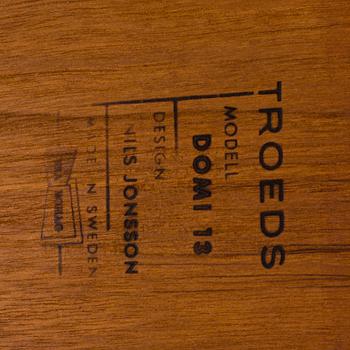 TROEDS
MODELL
DOMI 13
DESIGN
NILS JONSSON
MADE IN SWEDEN